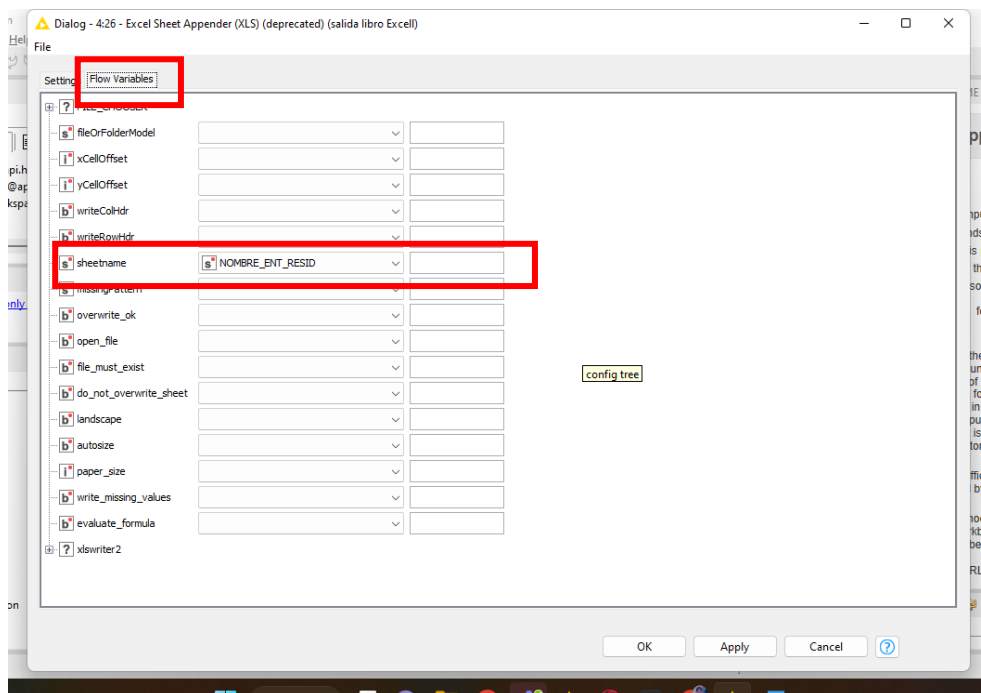 Dialog - 4:26 - Excel Sheet Appender (XLS) (deprecated) (salida libro Excell)
File
Flow Variables
fileOrFolderModel
xCellOffset
yCellOffset
writeColHdr
writeRowHdr
sheetname s NOMBRE_ENT_RESID
missingPattern
overwrite_ok
open_file
file_must_exist
config tree
do_not_overwrite_sheet
landscape
autosize
paper_size
write_missing_values
evaluate_formula
xlswriter2
OK Apply Cancel ?